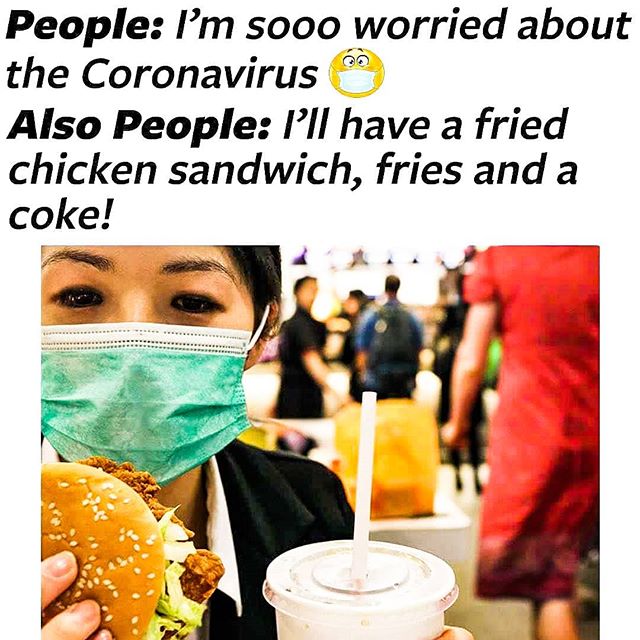 People: I'm sooo worried about
the Coronavirus 😷
Also People: I'll have a fried
chicken sandwich, fries and a
coke!